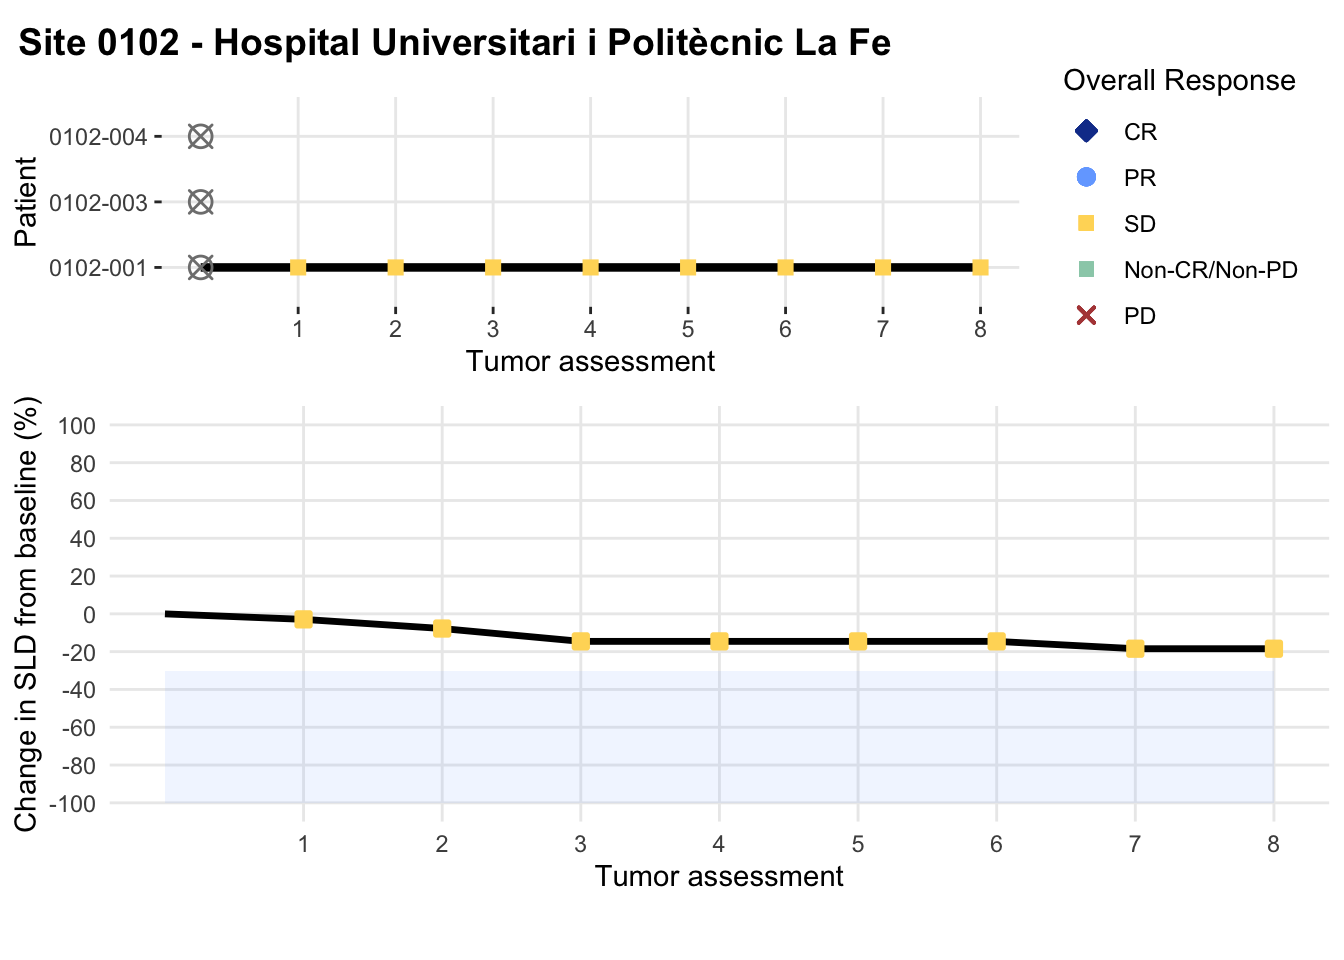 Site 0102 - Hospital Universitari i Politècnic La Fe
Overall Response
CR
PR
SD
Non-CR/Non-PD
PD
Patient
0102-004
0102-003
0102-001
1 2 3 4 5 6 7 8
Tumor assessment
Change in SLD from baseline (%)
100
80
60
40
20
0
-20
-40
-60
-80
-100
1 2 3 4 5 6 7 8
Tumor assessment